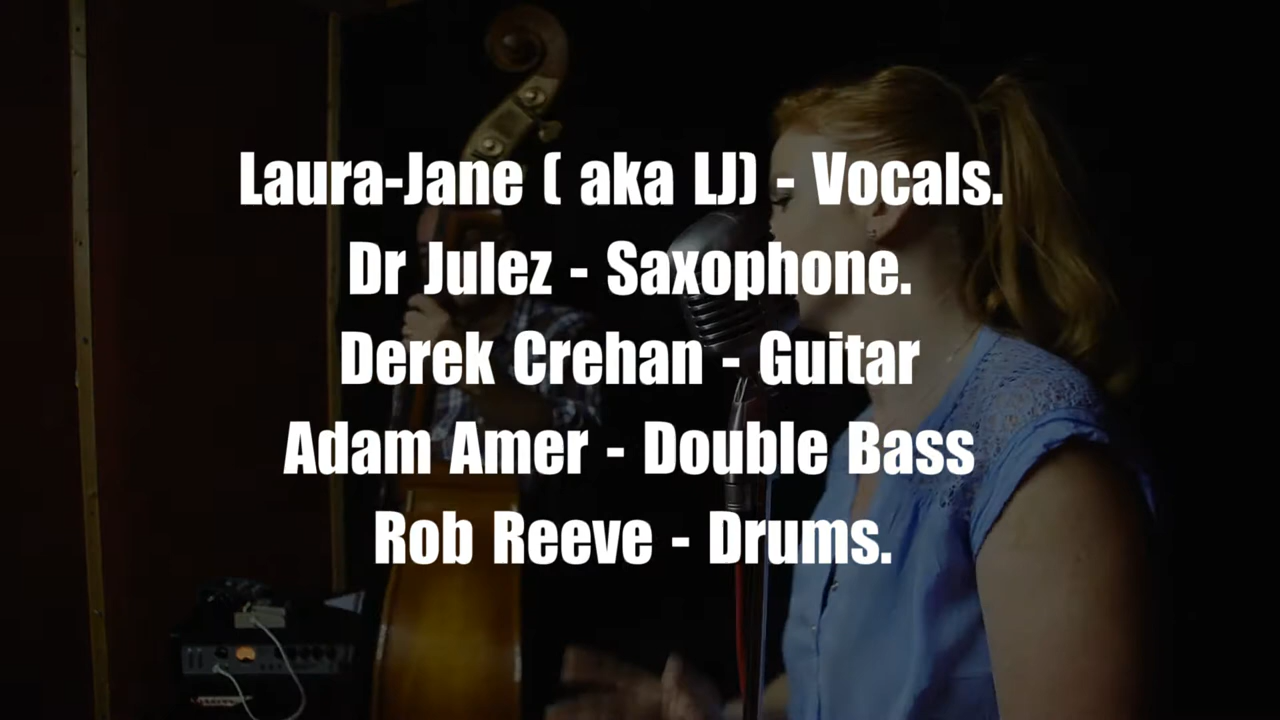 Laura-Jane ( aka LJ) - Vocals.
Dr Julez - Saxophone.
Derek Crehan - Guitar
Adam Amer - Double Bass
Rob Reeve - Drums.